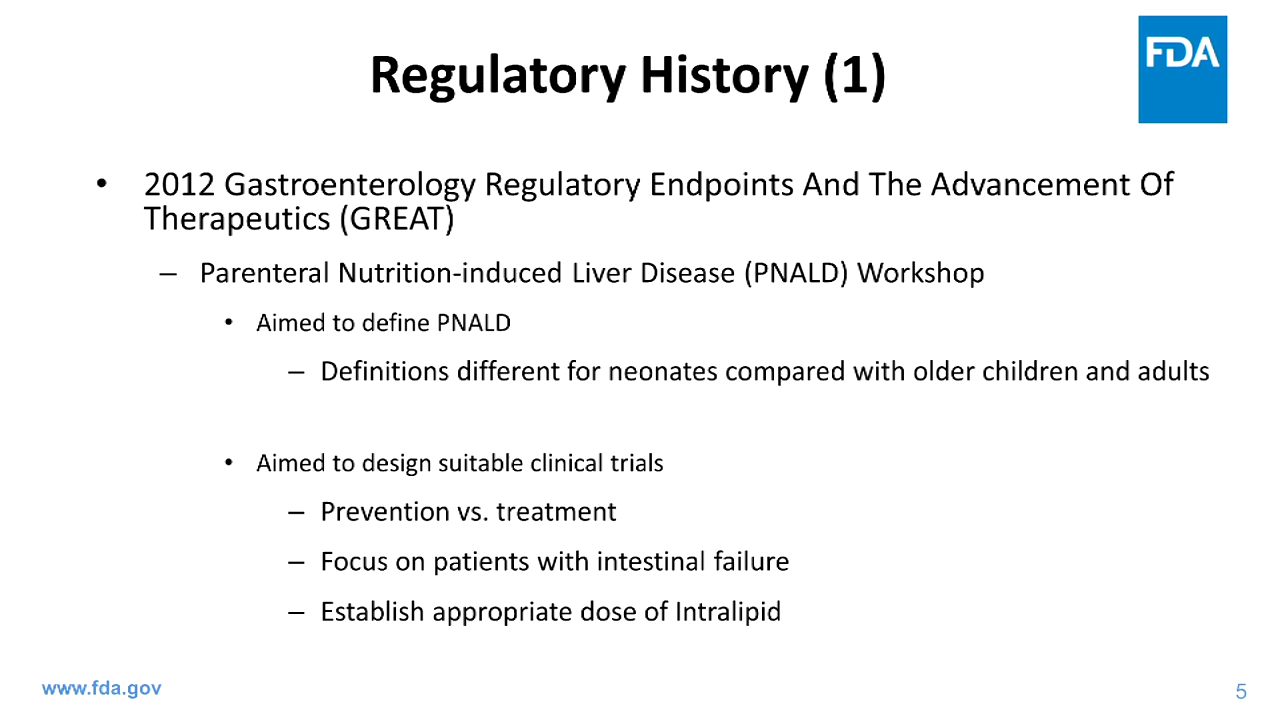 FDA
Regulatory History (1)
• 2012 Gastroenterology Regulatory Endpoints And The Advancement Of
Therapeutics (GREAT)
– Parenteral Nutrition-induced Liver Disease (PNALD) Workshop
• Aimed to define PNALD
– Definitions different for neonates compared with older children and adults
• Aimed to design suitable clinical trials
– Prevention vs. treatment
– Focus on patients with intestinal failure
– Establish appropriate dose of Intralipid
www.fda.gov
5